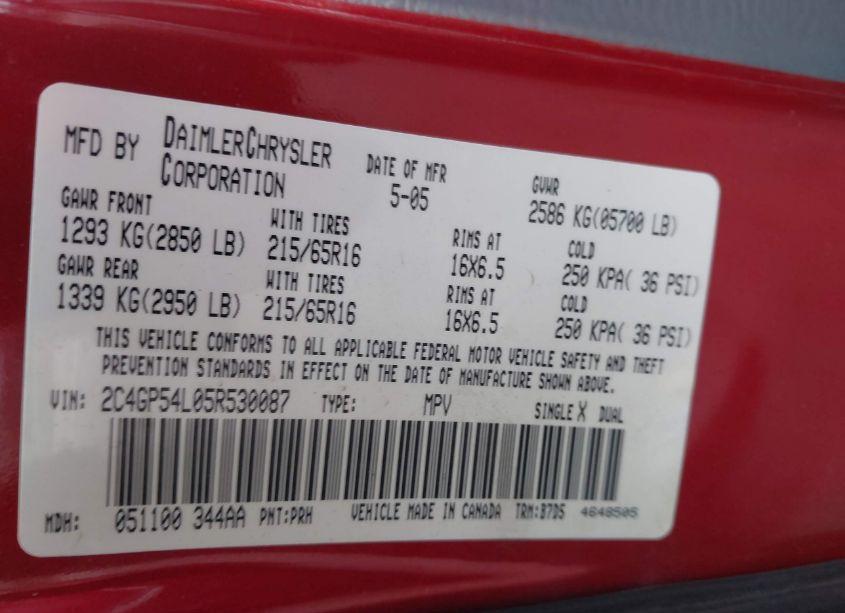 MFD BY DAIMLERCHRYSLER CORPORATION DATE OF MFR 5-05 GVWR 2586 KG(05700 LB)
GAWR FRONT WITH TIRES RIMS AT COLD
1293 KG(2850 LB) 215/65R16 16X6.5 250 KPA( 36 PSI)
GAWR REAR WITH TIRES RIMS AT COLD
1339 KG(2950 LB) 215/65R16 16X6.5 250 KPA( 36 PSI)
THIS VEHICLE CONFORMS TO ALL APPLICABLE FEDERAL MOTOR VEHICLE SAFETY AND THEFT
PREVENTION STANDARDS IN EFFECT ON THE DATE OF MANUFACTURE SHOWN ABOVE.
VIN: 2C4GP54L05R530087 TYPE: MPV SINGLE X DUAL
MDH: 051100 344AA PNT:PRH VEHICLE MADE IN CANADA TRM:B7D5 4648505